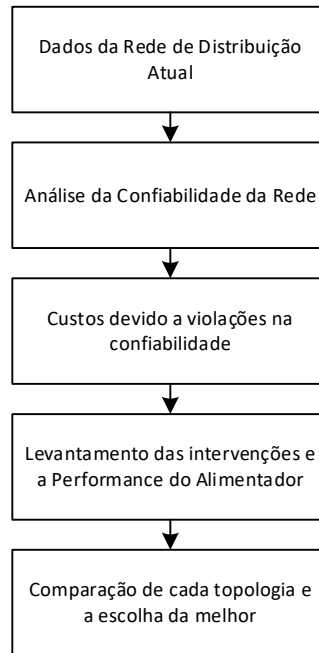 Dados da Rede de Distribuição
Atual
Análise da Confiabilidade da Rede
Custos devido a violações na
confiabilidade
Levantamento das intervenções e
a Performance do Alimentador
Comparação de cada topologia e
a escolha da melhor